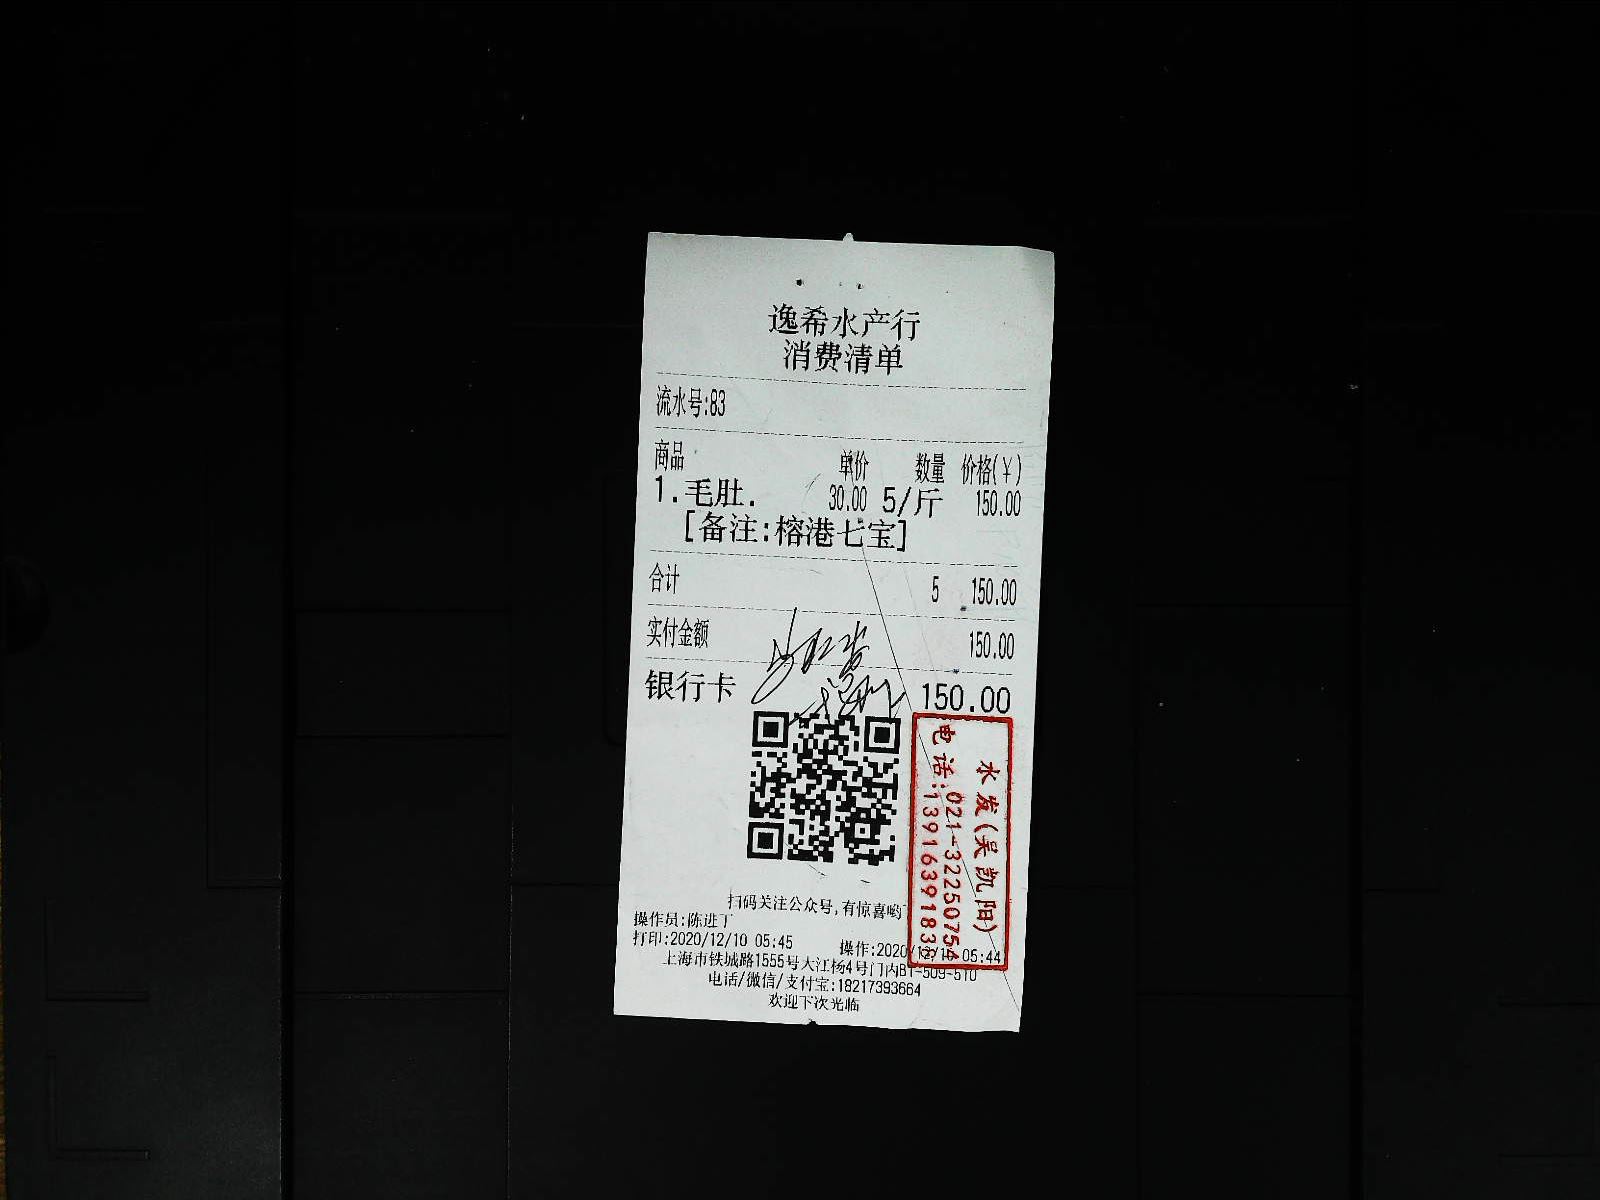 逸希水产行
消费清单
流水号:83
商品 单价 数量 价格(¥)
1.毛肚. 30.00 5/斤 150.00
[备注:榕港七宝]
合计 5 150.00
实付金额 150.00
银行卡 150.00
水发(吴凯阳)
电话:021-32250754
1391639183
扫码关注公众号,有惊喜哟
操作员:陈进丁
打印:2020/12/10 05:45 操作:2020/12/10 05:44
上海市铁城路1555号大江杨4号门内B1-509-510
电话/微信/支付宝:18217393664
欢迎下次光临